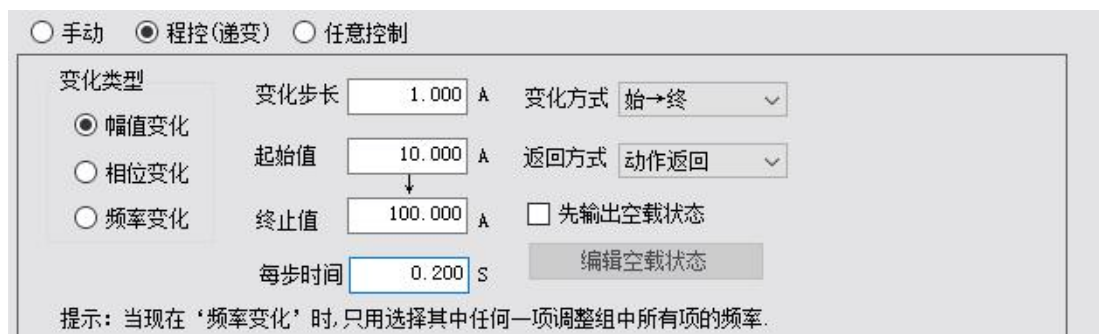 手动 程控(递变) 任意控制
变化类型
变化步长 1.000 A 变化方式 始→终
幅值变化
起始值 10.000 A 返回方式 动作返回
相位变化
↓
终止值 100.000 A 先输出空载状态
频率变化
每步时间 0.200 S 编辑空载状态
提示: 当现在‘频率变化’时,只用选择其中任何一项调整组中所有项的频率.